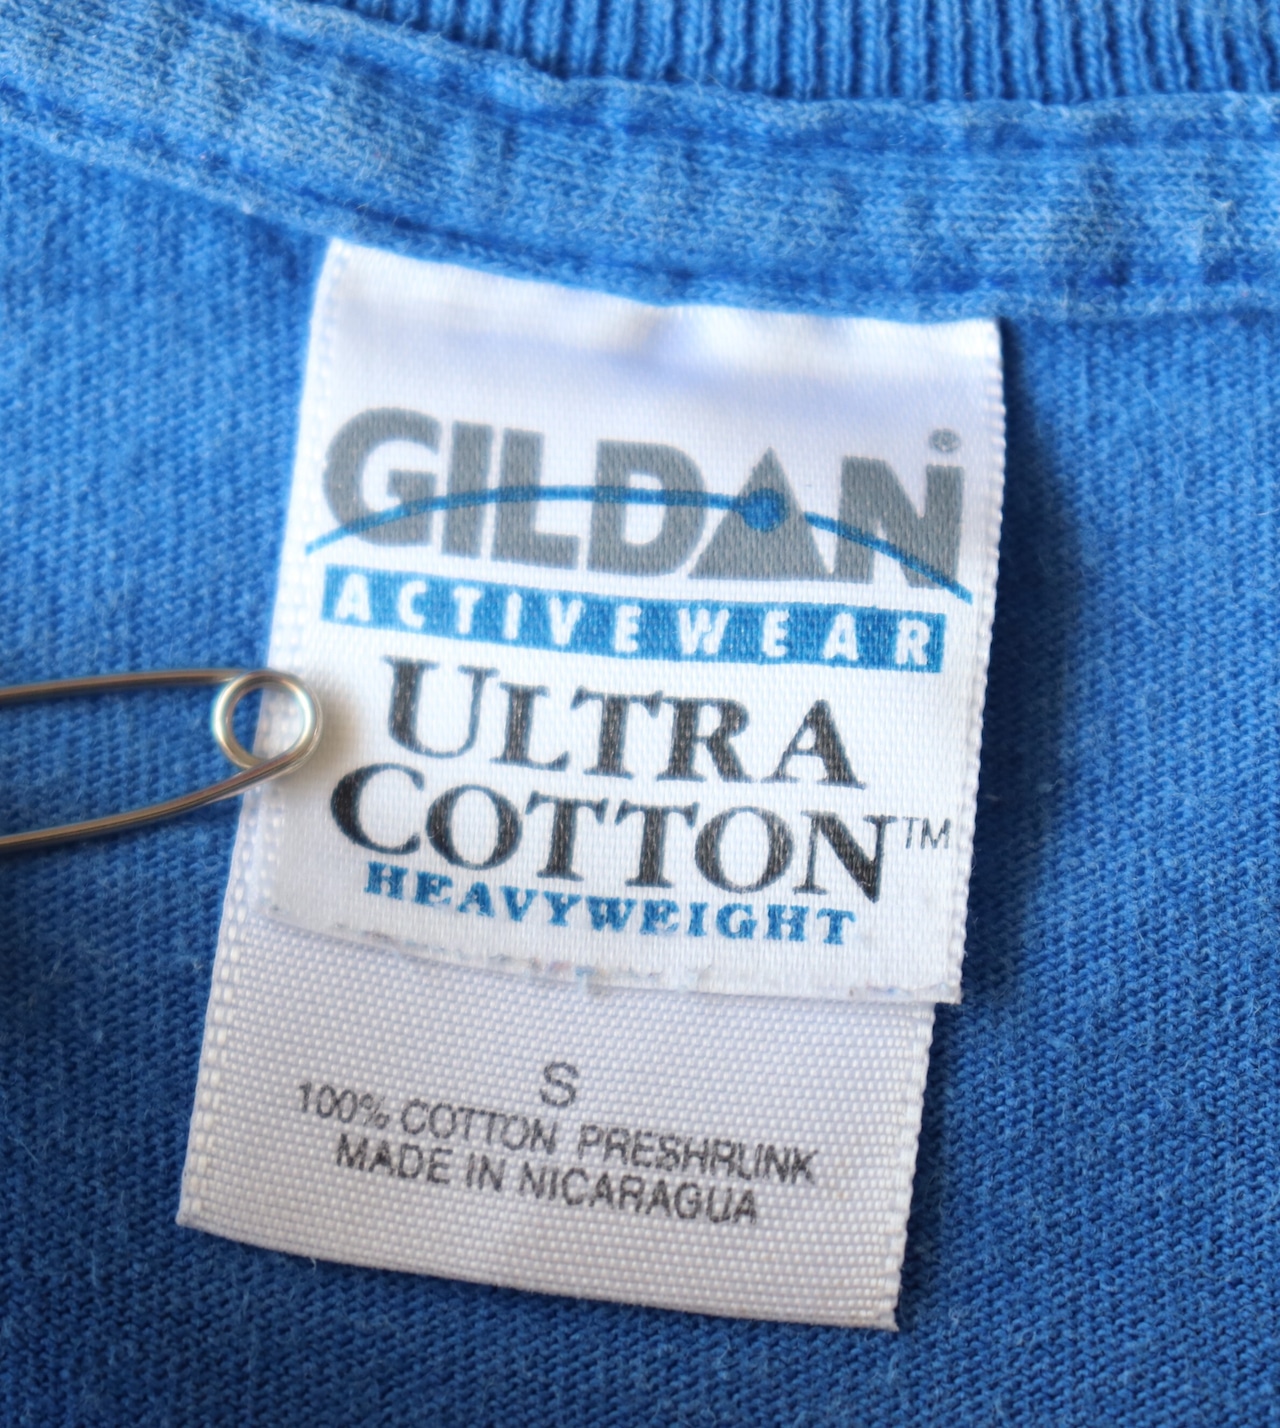 GILDAN®
ACTIVEWEAR
ULTRA
COTTON™
HEAVYWEIGHT
S
100% COTTON PRESHRUNK
MADE IN NICARAGUA